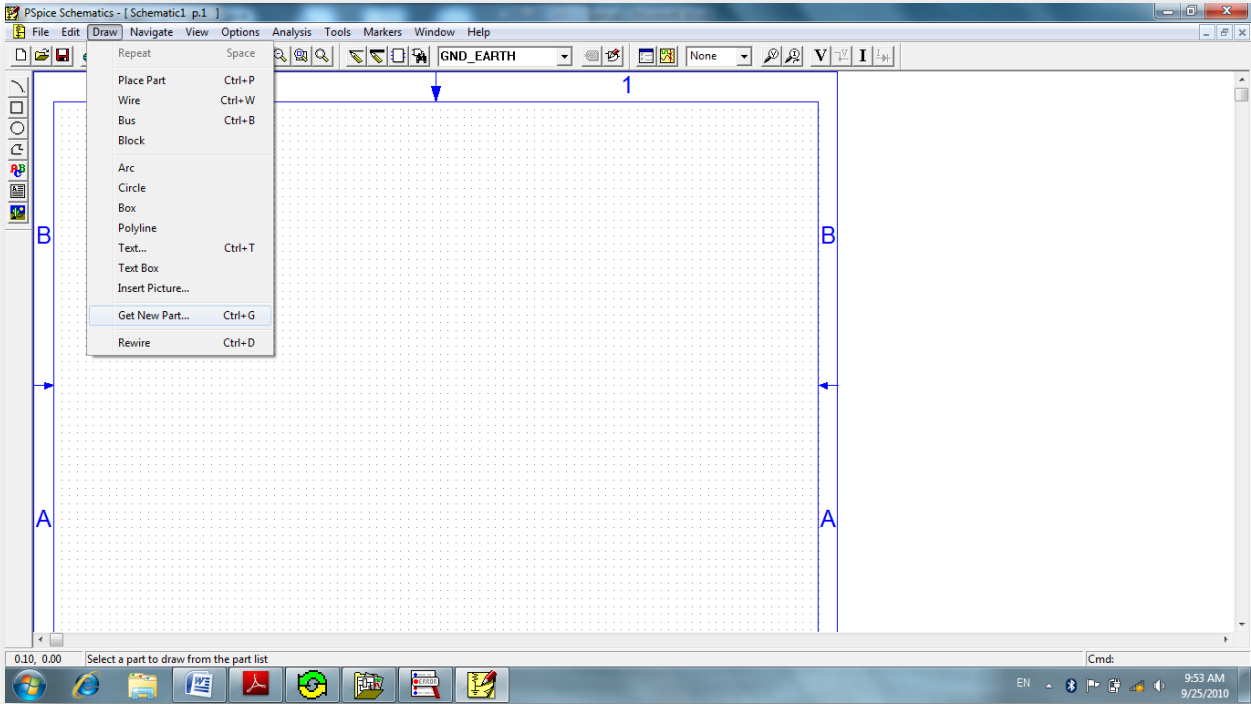 PSpice Schematics - [ Schematic1 p.1 ]
File Edit Draw Navigate View Options Analysis Tools Markers Window Help
GND_EARTH None V V I
Repeat Space
Place Part Ctrl+P
Wire Ctrl+W
Bus Ctrl+B
Block
Arc
Circle
Box
Polyline
Text... Ctrl+T
Text Box
Insert Picture...
Get New Part... Ctrl+G
Rewire Ctrl+D
1
ABC
A
B B
A A
0.10, 0.00 Select a part to draw from the part list Cmd:
W ERROR EN 9:53 AM
9/25/2010